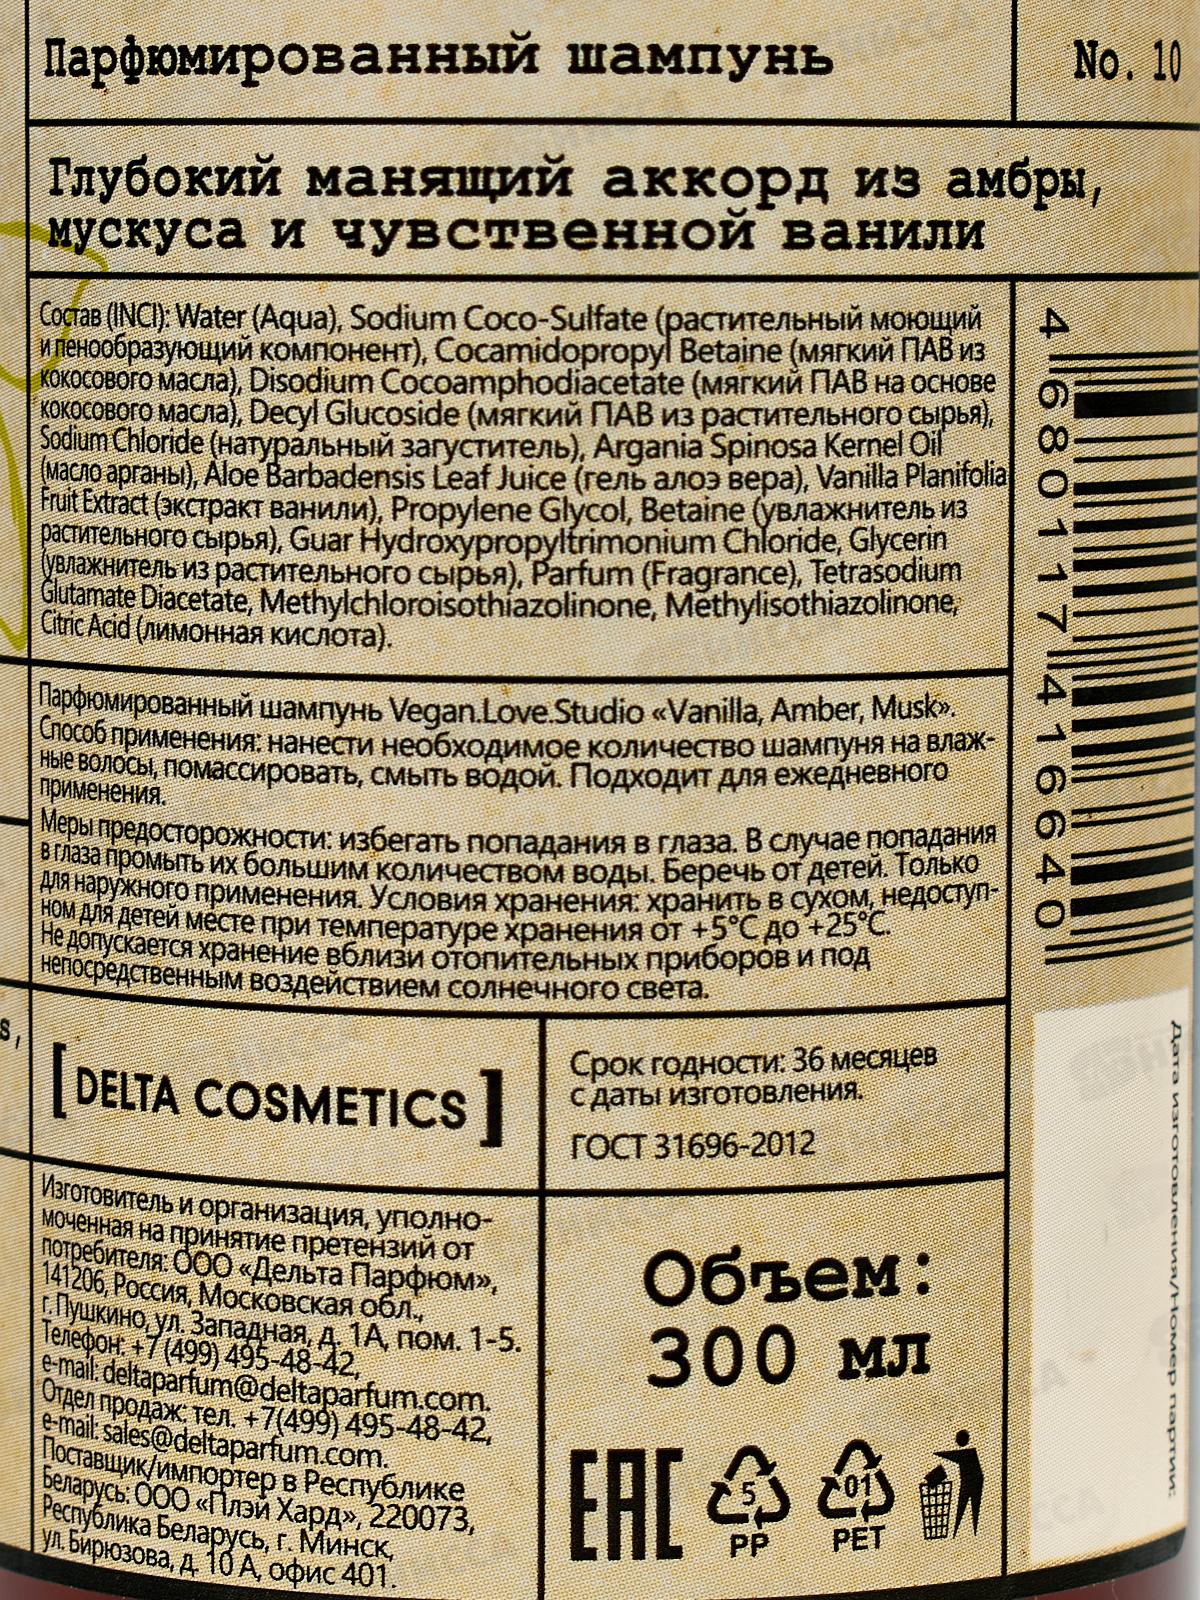 Парфюмированный шампунь
No. 10
Глубокий манящий аккорд из амбры,
мускуса и чувственной ванили
Состав (INCI): Water (Aqua), Sodium Coco-Sulfate (растительный моющий
и пенообразующий компонент), Cocamidopropyl Betaine (мягкий ПАВ из
кокосового масла), Disodium Cocoamphodiacetate (мягкий ПАВ на основе
кокосового масла), Decyl Glucoside (мягкий ПАВ из растительного сырья),
Sodium Chloride (натуральный загуститель), Argania Spinosa Kernel Oil
(масло арганы), Aloe Barbadensis Leaf Juice (гель алоэ вера), Vanilla Planifolia
Fruit Extract (экстракт ванили), Propylene Glycol, Betaine (увлажнитель из
растительного сырья), Guar Hydroxypropyltrimonium Chloride, Glycerin
(увлажнитель из растительного сырья), Parfum (Fragrance), Tetrasodium
Glutamate Diacetate, Methylchloroisothiazolinone, Methylisothiazolinone,
Citric Acid (лимонная кислота).
4 680117 416640
Парфюмированный шампунь Vegan.Love.Studio «Vanilla, Amber, Musk».
Способ применения: нанести необходимое количество шампуня на влаж-
ные волосы, помассировать, смыть водой. Подходит для ежедневного
применения.
Меры предосторожности: избегать попадания в глаза. В случае попадания
в глаза промыть их большим количеством воды. Беречь от детей. Только
для наружного применения. Условия хранения: хранить в сухом, недоступ-
ном для детей месте при температуре хранения от +5°С до +25°С.
Не допускается хранение вблизи отопительных приборов и под
непосредственным воздействием солнечного света.
s,
[DELTA COSMETICS]
Срок годности: 36 месяцев
с даты изготовления.
ГОСТ 31696-2012
Дата изготовления/Номер партии:
Изготовитель и организация, уполно-
моченная на принятие претензий от
потребителя: ООО «Дельта Парфюм»,
141206, Россия, Московская обл.,
г. Пушкино, ул. Западная, д. 1А, пом. 1-5.
Телефон: +7 (499) 495-48-42,
e-mail: deltaparfum@deltaparfum.com.
Отдел продаж: тел. +7(499) 495-48-42,
e-mail: sales@deltaparfum.com.
Поставщик/импортер в Республике
Беларусь: ООО «Плэй Хард», 220073,
Республика Беларусь, г. Минск,
ул. Бирюзова, д. 10 А, офис 401.
Объем:
300 мл
EAC
5
PP
01
PET